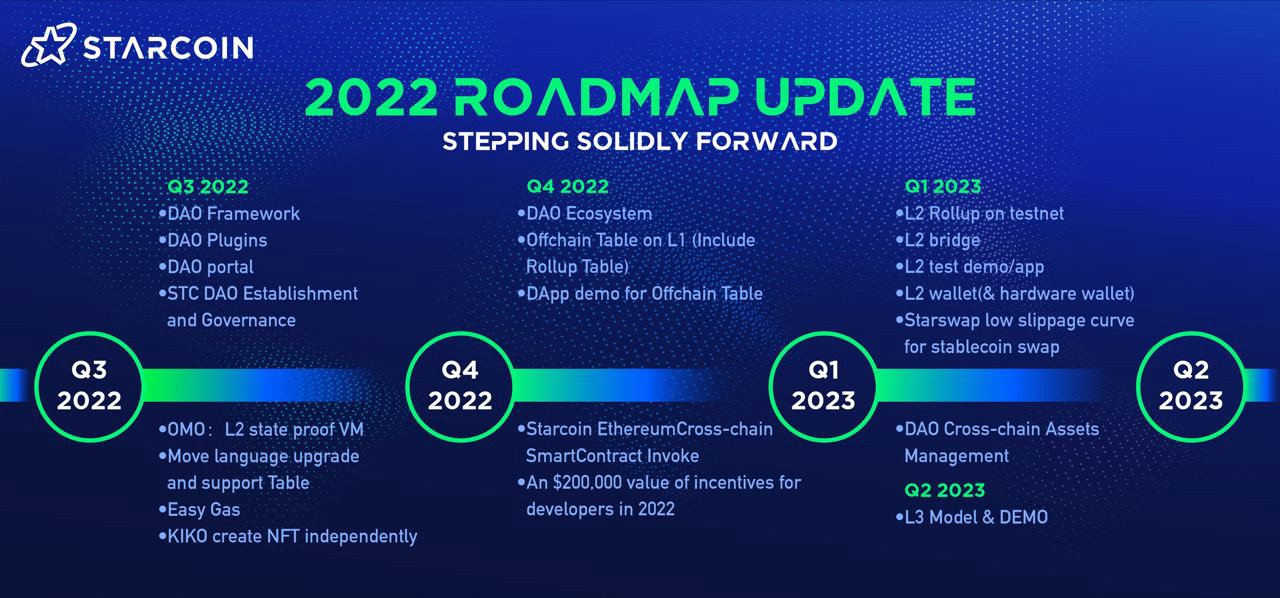 STARCOIN
2022 ROADMAP UPDATE
STEPPING SOLIDLY FORWARD
Q3 2022
•DAO Framework
•DAO Plugins
•DAO portal
•STC DAO Establishment
and Governance
Q3
2022
•OMO： L2 state proof VM
•Move language upgrade
and support Table
•Easy Gas
•KIKO create NFT independently
Q4 2022
•DAO Ecosystem
•Offchain Table on L1 (Include
Rollup Table)
•DApp demo for Offchain Table
Q4
2022
•Starcoin EthereumCross-chain
SmartContract Invoke
•An $200,000 value of incentives for
developers in 2022
Q1 2023
•L2 Rollup on testnet
•L2 bridge
•L2 test demo/app
•L2 wallet(& hardware wallet)
•Starswap low slippage curve
for stablecoin swap
Q1
2023
•DAO Cross-chain Assets
Management
Q2 2023
•L3 Model & DEMO
Q2
2023